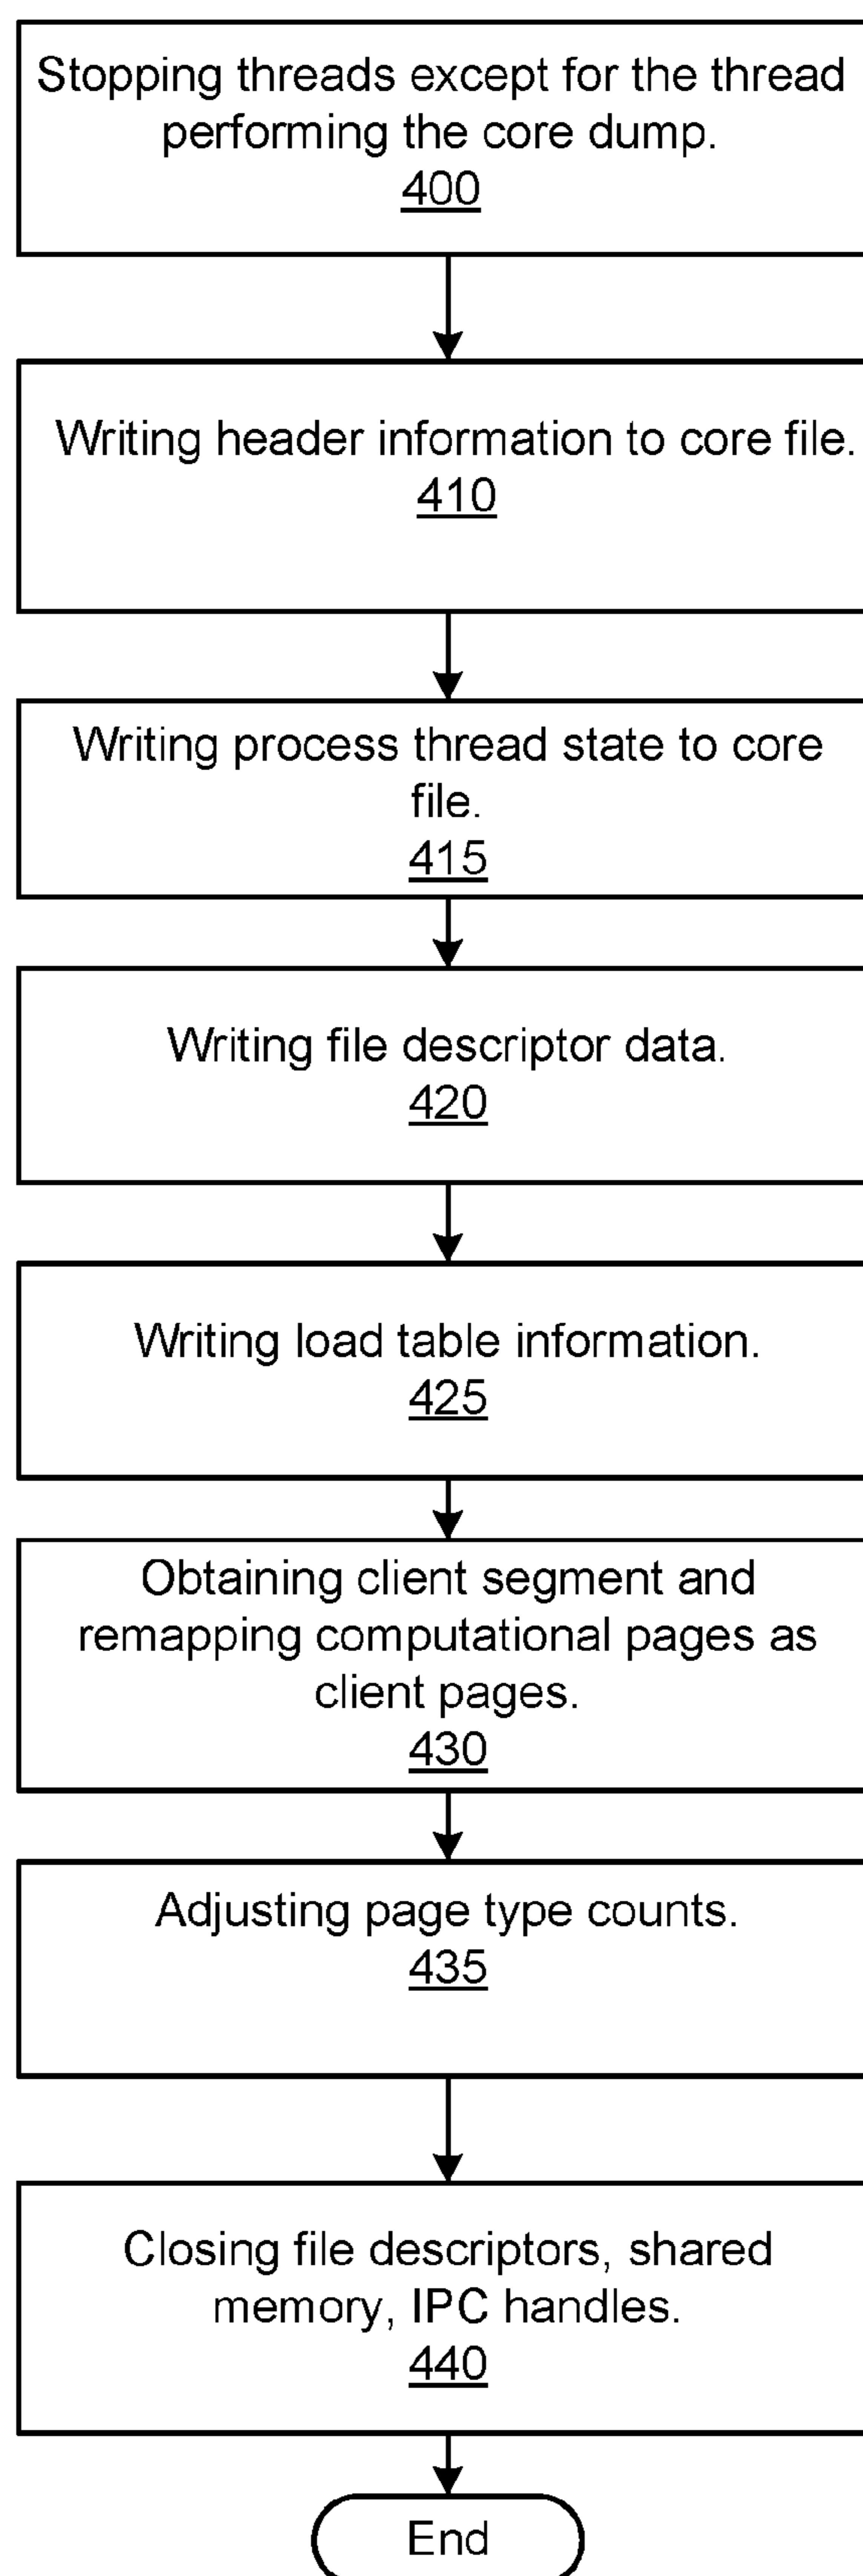 Stopping threads except for the thread
performing the core dump.
400
Writing header information to core file.
410
Writing process thread state to core
file.
415
Writing file descriptor data.
420
Writing load table information.
425
Obtaining client segment and
remapping computational pages as
client pages.
430
Adjusting page type counts.
435
Closing file descriptors, shared
memory, IPC handles.
440
End